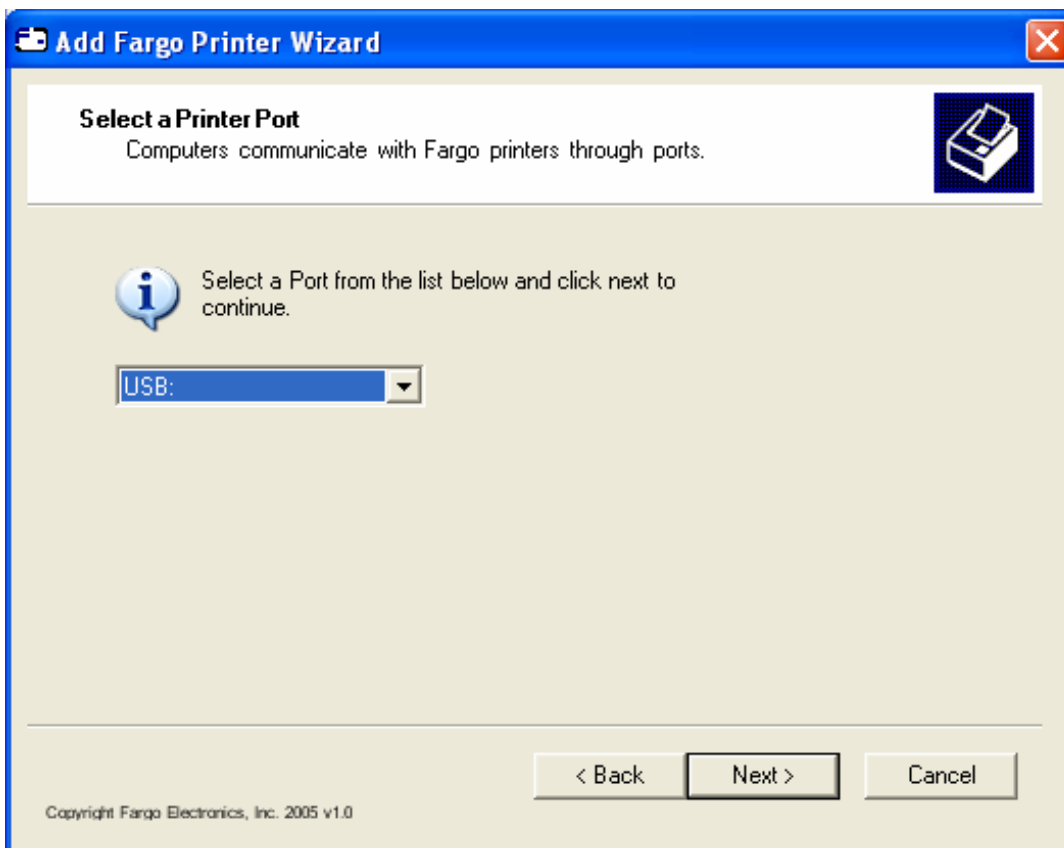 Add Fargo Printer Wizard
Select a Printer Port
Computers communicate with Fargo printers through ports.
Select a Port from the list below and click next to
continue.
USB:
< Back
Next >
Cancel
Copyright Fargo Electronics, Inc. 2005 v1.0